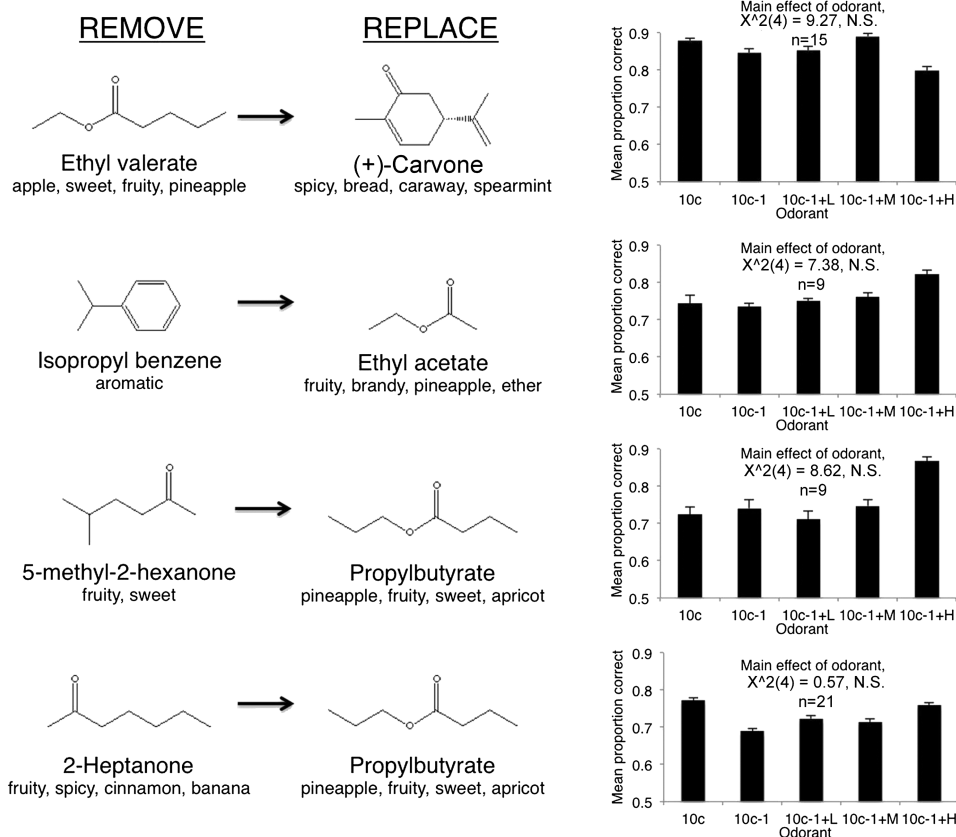 REMOVE
REPLACE
O
O
Ethyl valerate
apple, sweet, fruity, pineapple
O
(+)-Carvone
spicy, bread, caraway, spearmint
Main effect of odorant,
X^2(4) = 9.27, N.S.
n=15
Mean proportion correct
0.9
0.8
0.7
0.6
0.5
10c 10c-1 10c-1+L 10c-1+M 10c-1+H
Odorant
Isopropyl benzene
aromatic
O
O
Ethyl acetate
fruity, brandy, pineapple, ether
Main effect of odorant,
X^2(4) = 7.38, N.S.
n=9
Mean proportion correct
0.9
0.8
0.7
0.6
0.5
10c 10c-1 10c-1+L 10c-1+M 10c-1+H
Odorant
O
5-methyl-2-hexanone
fruity, sweet
O
O
Propylbutyrate
pineapple, fruity, sweet, apricot
Main effect of odorant,
X^2(4) = 8.62, N.S.
n=9
Mean proportion correct
0.9
0.8
0.7
0.6
0.5
10c 10c-1 10c-1+L 10c-1+M 10c-1+H
Odorant
O
2-Heptanone
fruity, spicy, cinnamon, banana
O
O
Propylbutyrate
pineapple, fruity, sweet, apricot
Main effect of odorant,
X^2(4) = 0.57, N.S.
n=21
Mean proportion correct
0.9
0.8
0.7
0.6
0.5
10c 10c-1 10c-1+L 10c-1+M 10c-1+H
Odorant